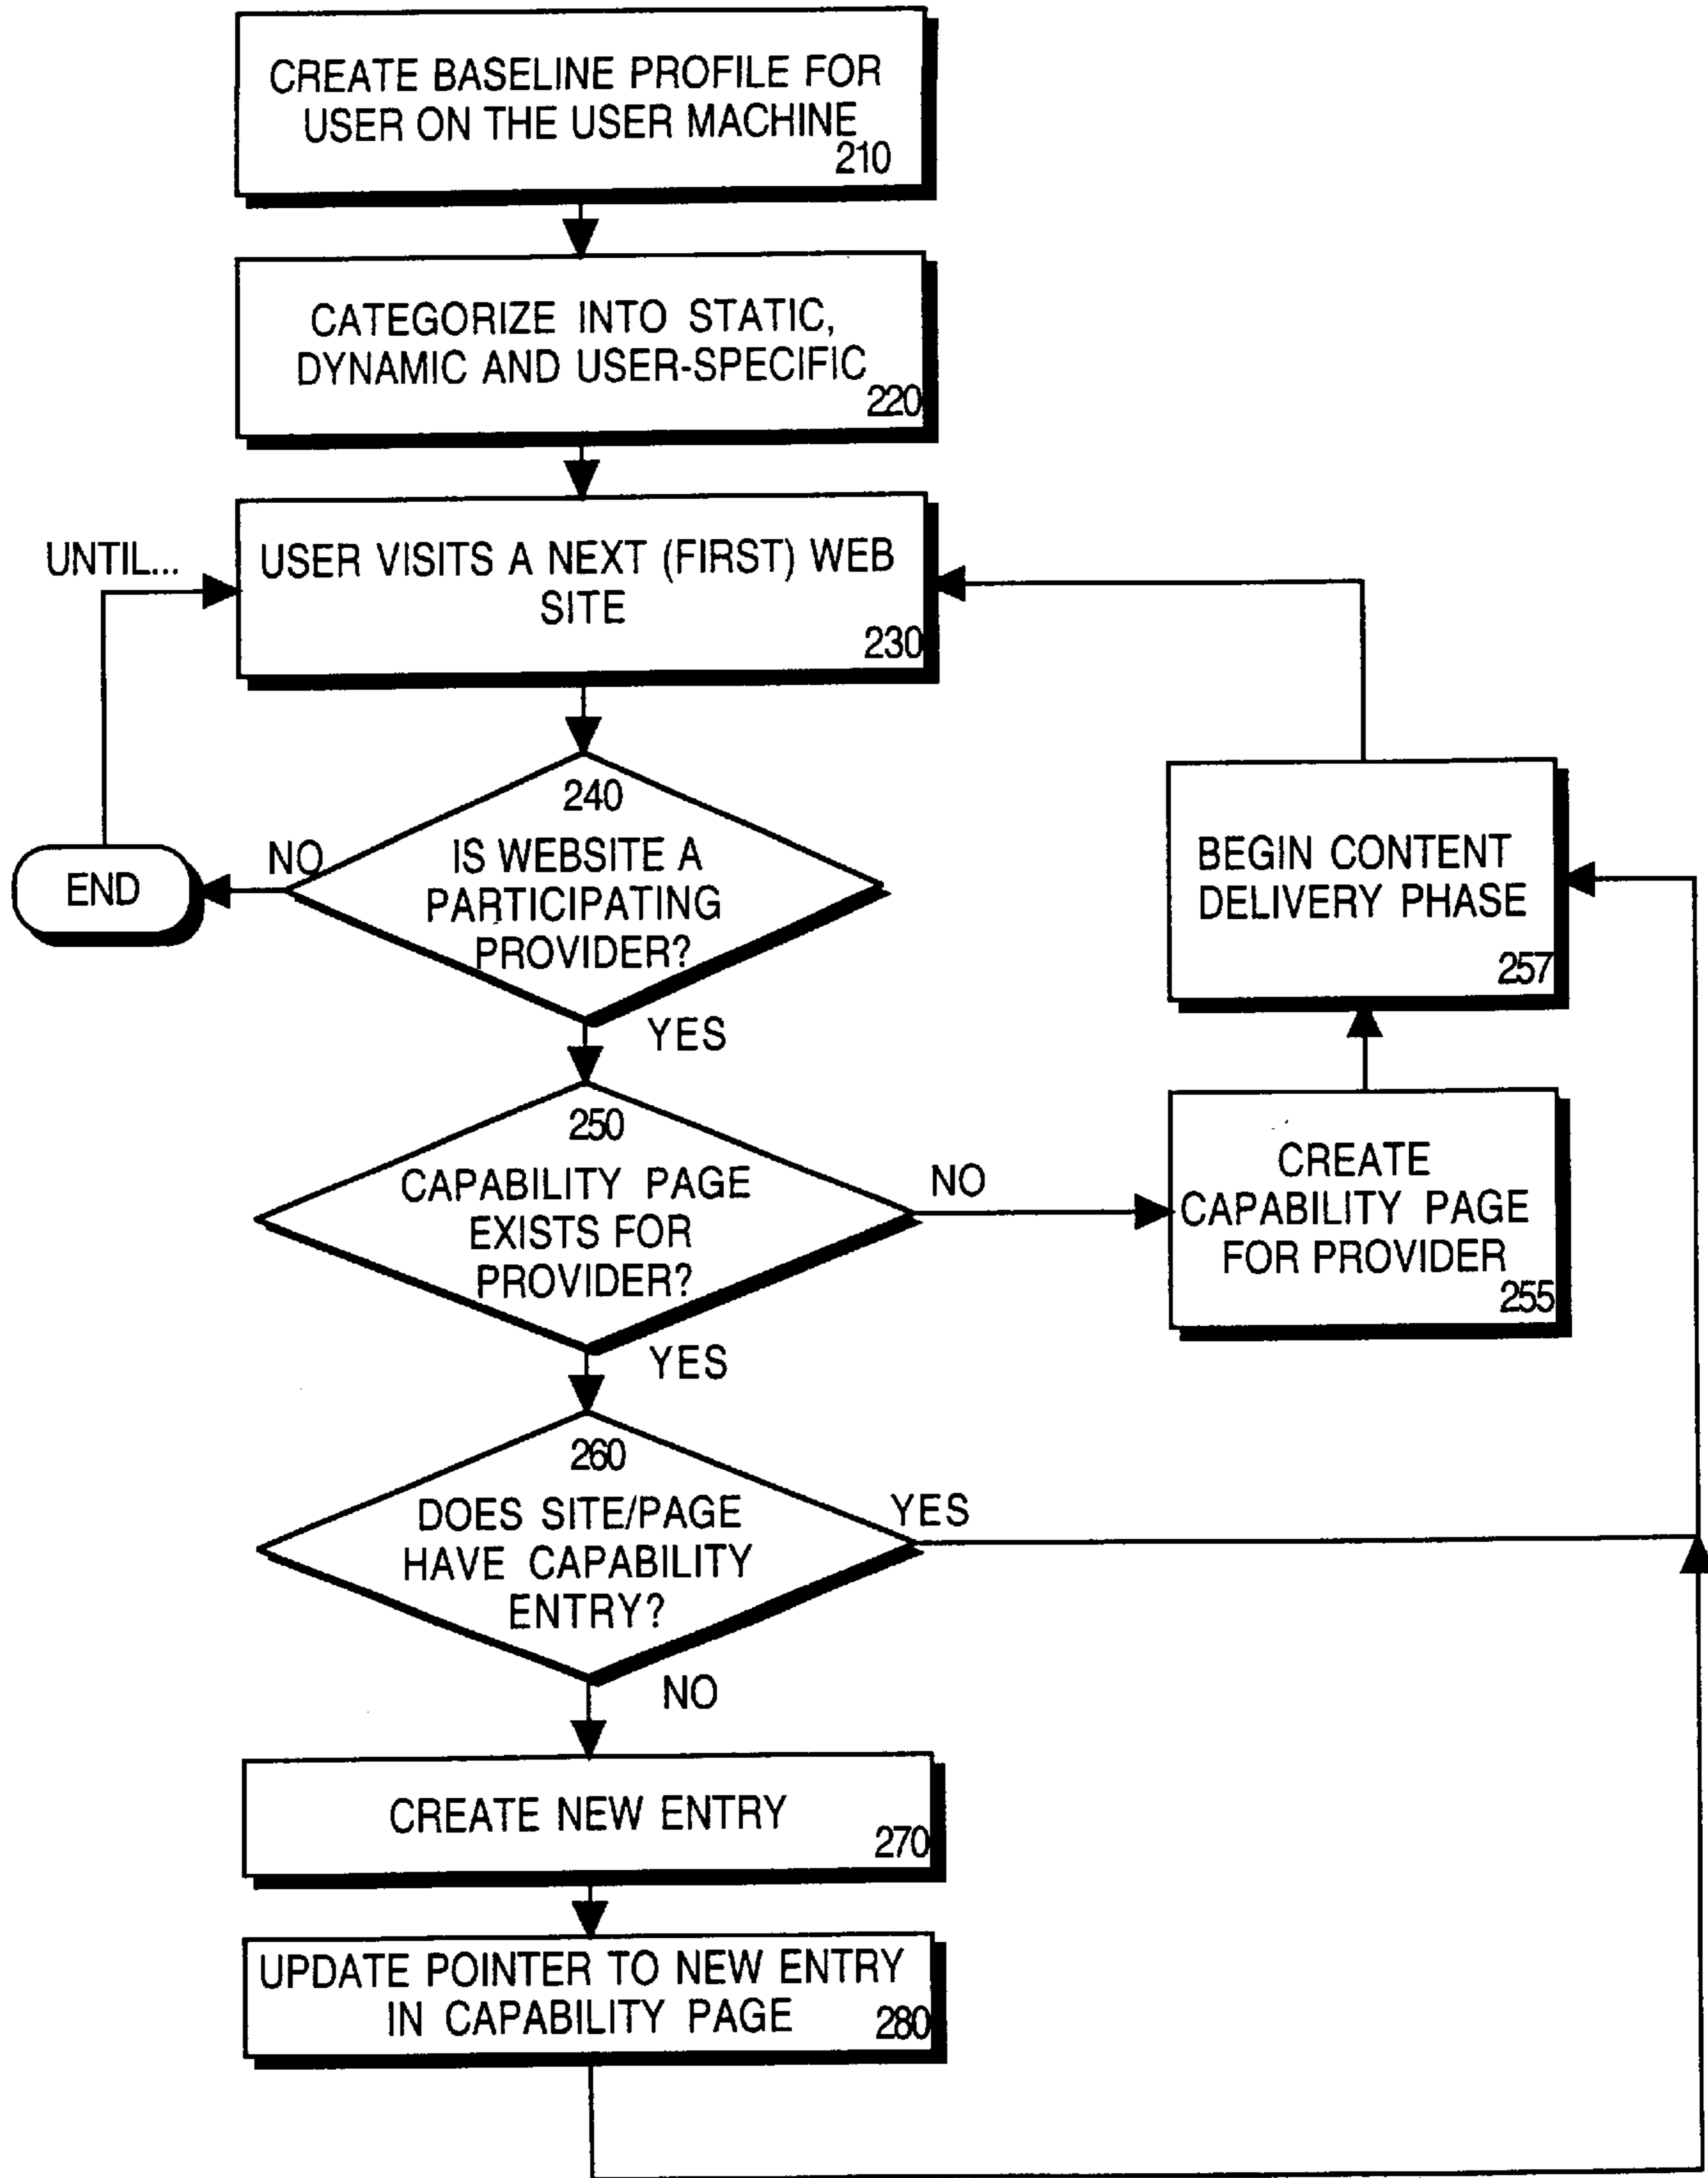 CREATE BASELINE PROFILE FOR
USER ON THE USER MACHINE
210
CATEGORIZE INTO STATIC,
DYNAMIC AND USER-SPECIFIC
220
UNTIL...
USER VISITS A NEXT (FIRST) WEB
SITE
230
240
IS WEBSITE A
PARTICIPATING
PROVIDER?
NO
END
YES
BEGIN CONTENT
DELIVERY PHASE
257
250
CAPABILITY PAGE
EXISTS FOR
PROVIDER?
NO
CREATE
CAPABILITY PAGE
FOR PROVIDER
255
YES
260
DOES SITE/PAGE
HAVE CAPABILITY
ENTRY?
YES
NO
CREATE NEW ENTRY
270
UPDATE POINTER TO NEW ENTRY
IN CAPABILITY PAGE
280